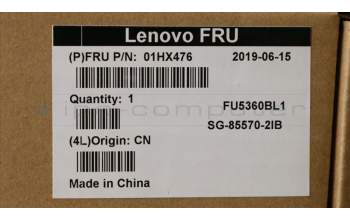 Lenovo FRU
(P)FRU P/N: 01HX476 2019-06-15
Quantity: 1 FU5360BL1
SG-85570-2IB
(4L)Origin: CN
Made in China